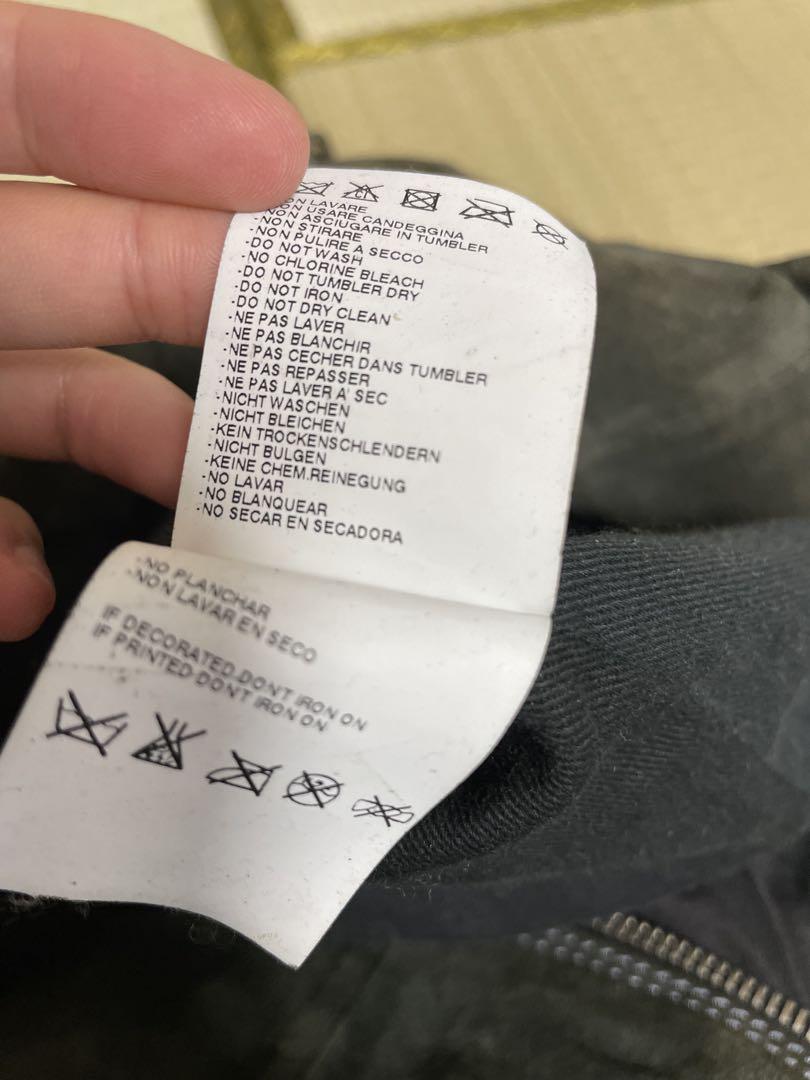 NON LAVARE
-NON USARE CANDEGGINA
-NON ASCIUGARE IN TUMBLER
-NON STIRARE
-NON PULIRE A SECCO
-DO NOT WASH
-NO CHLORINE BLEACH
-DO NOT TUMBLER DRY
-DO NOT IRON
-DO NOT DRY CLEAN
-NE PAS LAVER
-NE PAS BLANCHIR
-NE PAS CECHER DANS TUMBLER
-NE PAS REPASSER
-NE PAS LAVER A' SEC
-NICHT WASCHEN
-NICHT BLEICHEN
-KEIN TROCKENSCHLENDERN
-NICHT BULGEN
-KEINE CHEM.REINEGUNG
-NO LAVAR
-NO BLANQUEAR
-NO SECAR EN SECADORA
-NO PLANCHAR
-NON LAVAR EN SECO
IF DECORATED.DONT IRON ON
IF PRINTED-DONT IRON ON